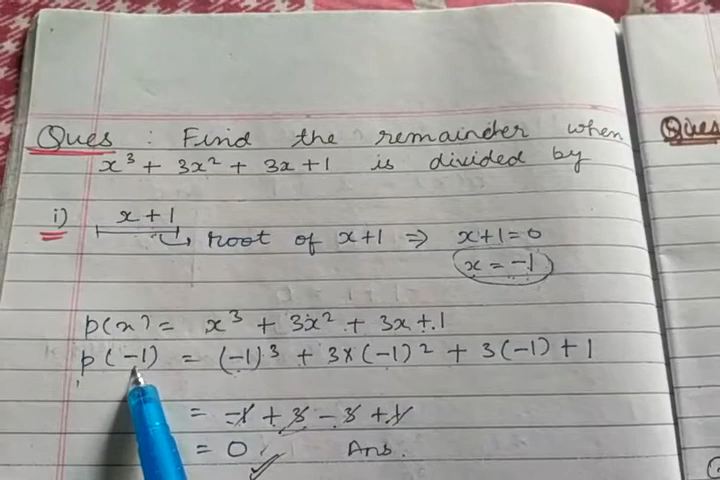 Ques : Find the remainder when
x³ + 3x² + 3x + 1 is divided by
i) x + 1
root of x+1 ⇒ x+1 = 0
x = -1
p(x) = x³ + 3x² + 3x + 1
p(-1) = (-1)³ + 3×(-1)² + 3(-1) + 1
= -1 + 3 - 3 + 1
= 0 Ans.
Ques